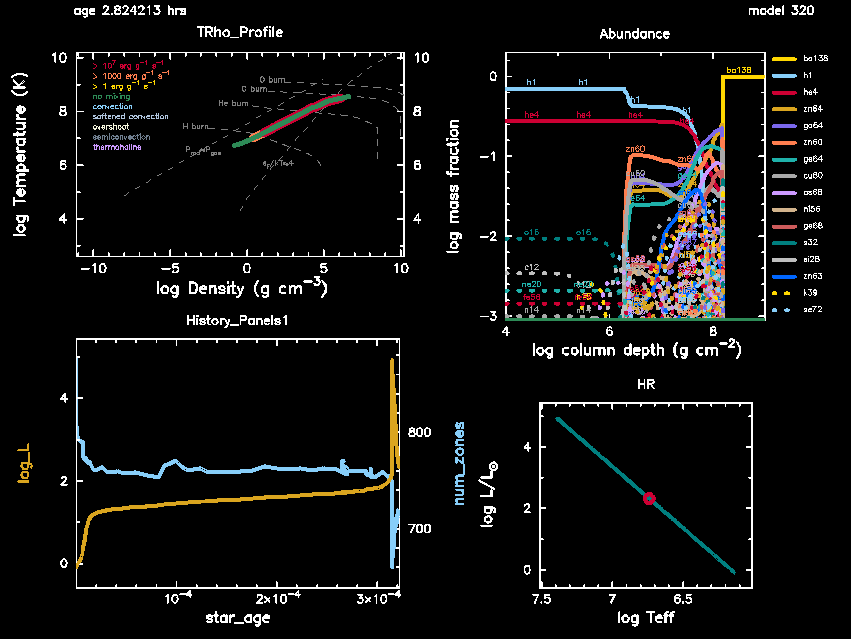 age 2.824213 hrs
model 320
TRho_Profile
> 10⁷ erg g⁻¹ s⁻¹
> 1000 erg g⁻¹ s⁻¹
> 1 erg g⁻¹ s⁻¹
no mixing
convection
softened convection
overshoot
semiconvection
thermohaline
O burn
C burn
He burn
H burn
10
8
6
4
10
8
6
4
−10
−5
0
5
10
log Temperature (K)
log Density (g cm⁻³)
Abundance
0
−1
−2
−3
4
6
8
log mass fraction
log column depth (g cm⁻²)
h1 h1
h1
h1
he4 he4
he4
he4
zn60
o16 o16
c12
ne20
n14 n14
ba138
h1
he4
zn64
ga64
zn60
ge64
cu60
as68
ni56
ge68
s32
si28
zn63
k39
se72
History_Panels1
4
2
0
800
700
10⁻⁴
2×10⁻⁴
3×10⁻⁴
log_L
num_zones
star_age
HR
4
2
0
7.5
7
6.5
log L/L☉
log Teff